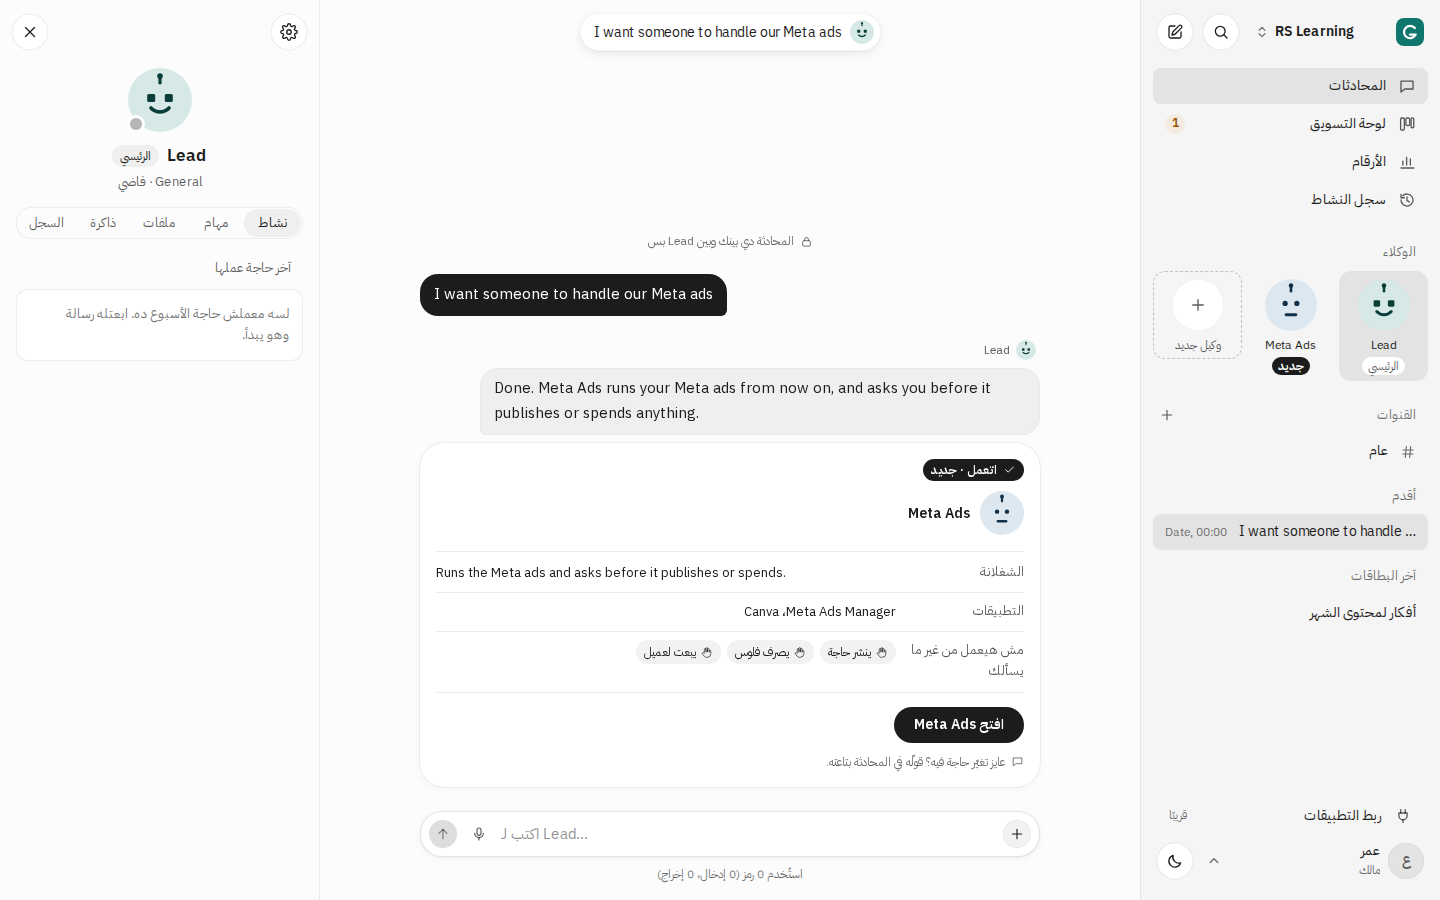 RS Learning
المحادثات
لوحة التسويق
1
الأرقام
سجل النشاط
الوكلاء
Lead
الرئيسي
Meta Ads
جديد
وكيل جديد
القنوات
عام
أقدم
I want someone to handle ...
Date, 00:00
آخر البطاقات
أفكار لمحتوى الشهر
ربط التطبيقات
قريبًا
ع
عمر
مالك
I want someone to handle our Meta ads
المحادثة دي بينك وبين Lead بس
I want someone to handle our Meta ads
Lead
Done. Meta Ads runs your Meta ads from now on, and asks you before it
publishes or spends anything.
اتعمل · جديد
Meta Ads
الشغلانة
Runs the Meta ads and asks before it publishes or spends.
التطبيقات
Canva ،Meta Ads Manager
مش هيعمل من غير ما
يسألك
ينشر حاجة
يصرف فلوس
يبعت لعميل
افتح Meta Ads
عايز تغيّر حاجة فيه؟ قولّه في المحادثة بتاعته.
اكتب لـ Lead...
استُخدم 0 رمز (0 إدخال، 0 إخراج)
Lead
الرئيسي
General · فاضي
نشاط
مهام
ملفات
ذاكرة
السجل
آخر حاجة عملها
لسه معملش حاجة الأسبوع ده. ابعتله رسالة
وهو يبدأ.